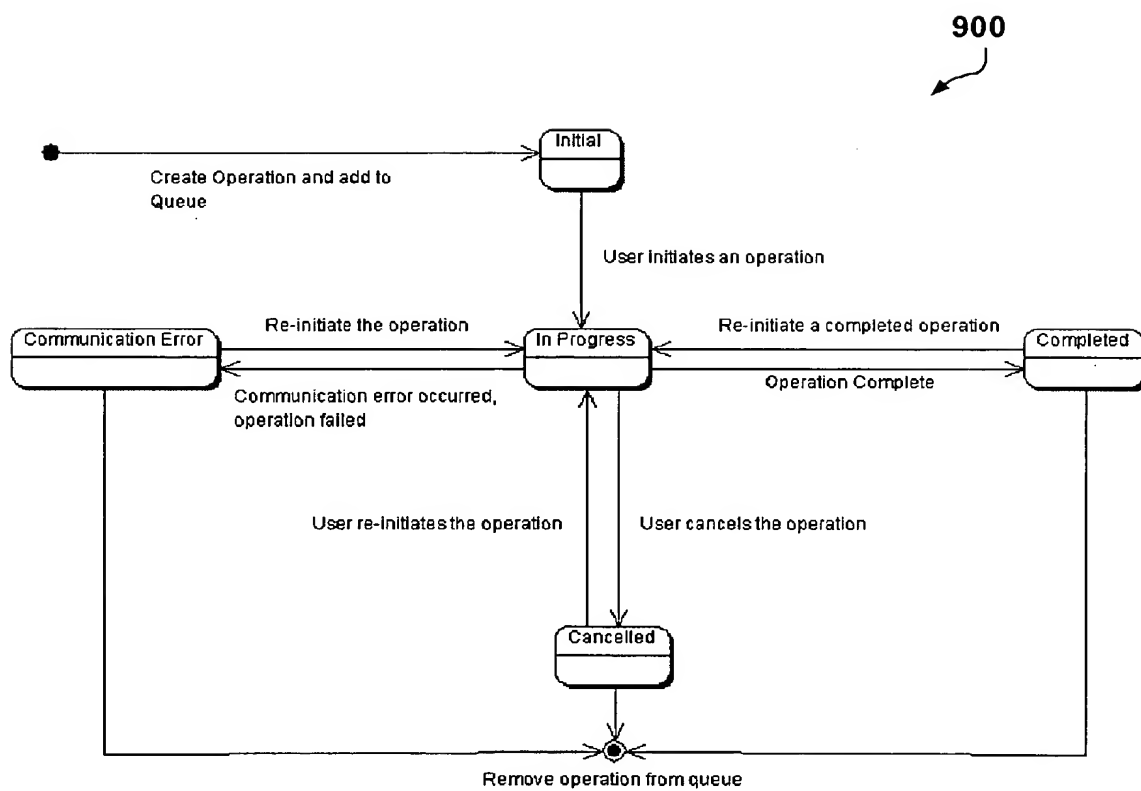 900
Initial
Create Operation and add to
Queue
User initiates an operation
Communication Error
Re-initiate the operation
In Progress
Re-initiate a completed operation
Completed
Communication error occurred,
operation failed
Operation Complete
User re-initiates the operation
User cancels the operation
Cancelled
Remove operation from queue